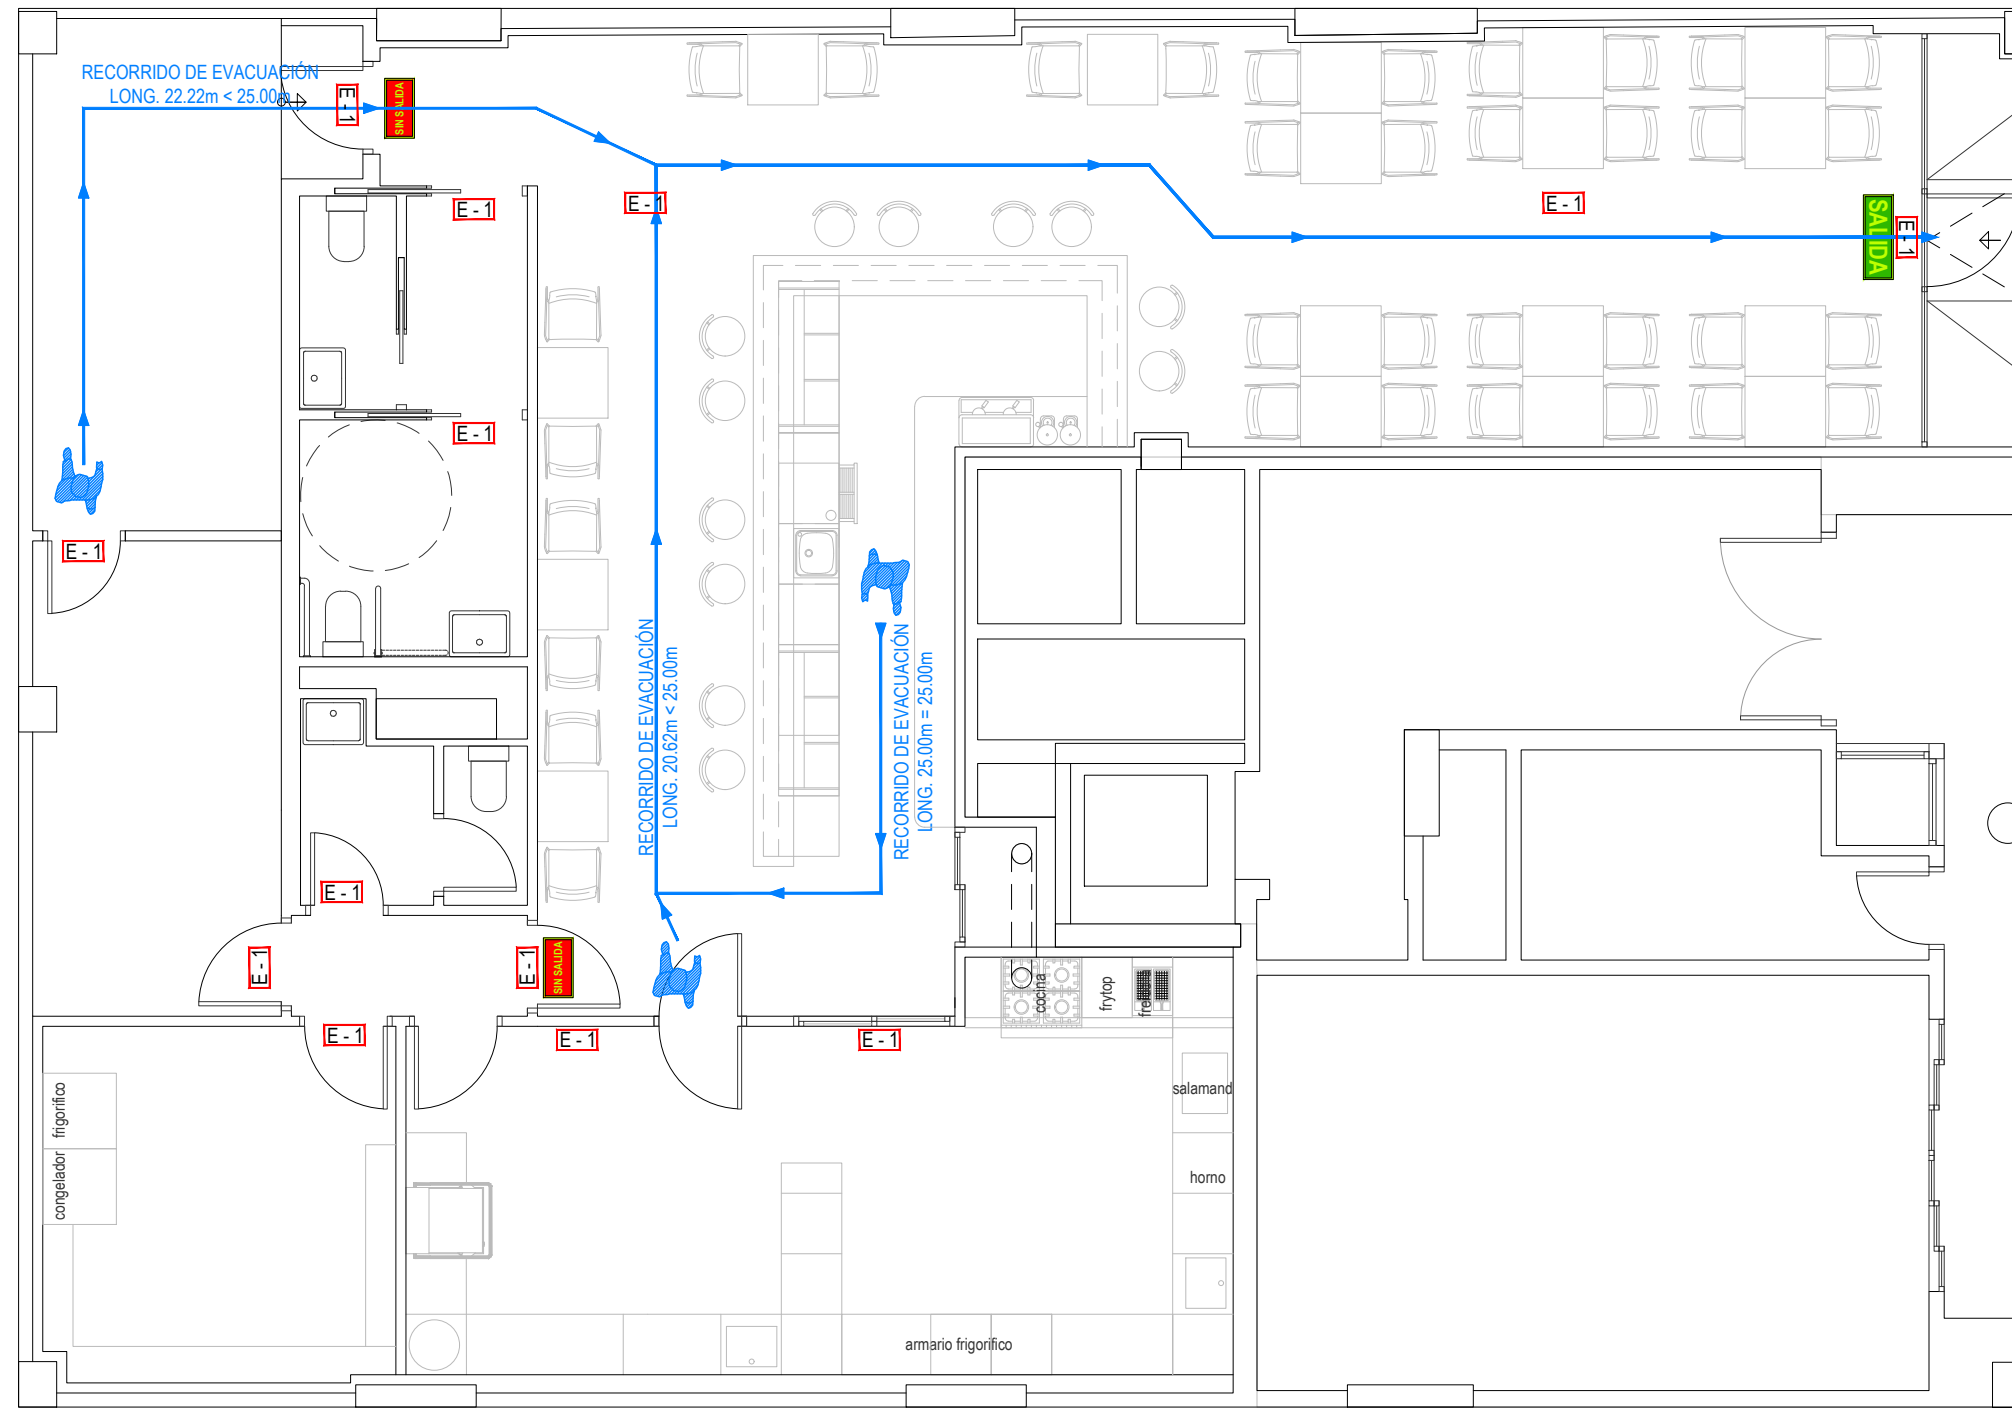 RECORRIDO DE EVACUACIÓN
LONG. 22.22m < 25.00m
E - 1
SIN SALIDA
E - 1
E - 1
E - 1
SALIDA
E - 1
E - 1
E - 1
RECORRIDO DE EVACUACIÓN
LONG. 20.62m < 25.00m
RECORRIDO DE EVACUACIÓN
LONG. 25.00m = 25.00m
E - 1
E - 1
E - 1
SIN SALIDA
E - 1
E - 1
E - 1
cocina
frytop
salamand
horno
frigorifico
congelador
armario frigorifico